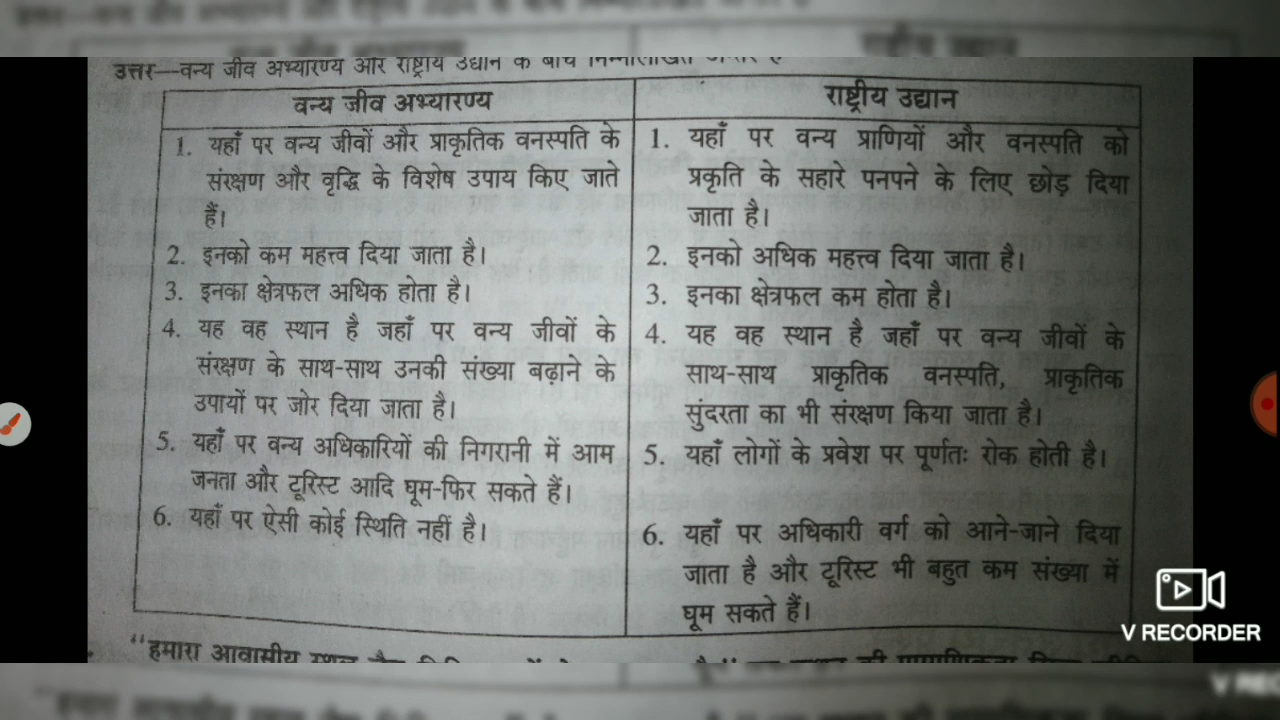 उत्तर—वन्य जीव अभ्यारण्य और राष्ट्रीय उद्यान के बीच निम्नलिखित अन्तर है
वन्य जीव अभ्यारण्य
1. यहाँ पर वन्य जीवों और प्राकृतिक वनस्पति के
संरक्षण और वृद्धि के विशेष उपाय किए जाते
हैं।
2. इनको कम महत्त्व दिया जाता है।
3. इनका क्षेत्रफल अधिक होता है।
4. यह वह स्थान है जहाँ पर वन्य जीवों के
संरक्षण के साथ-साथ उनकी संख्या बढ़ाने के
उपायों पर जोर दिया जाता है।
5. यहाँ पर वन्य अधिकारियों की निगरानी में आम
जनता और टूरिस्ट आदि घूम-फिर सकते हैं।
6. यहाँ पर ऐसी कोई स्थिति नहीं है।
राष्ट्रीय उद्यान
1. यहाँ पर वन्य प्राणियों और वनस्पति को
प्रकृति के सहारे पनपने के लिए छोड़ दिया
जाता है।
2. इनको अधिक महत्त्व दिया जाता है।
3. इनका क्षेत्रफल कम होता है।
4. यह वह स्थान है जहाँ पर वन्य जीवों के
साथ-साथ प्राकृतिक वनस्पति, प्राकृतिक
सुंदरता का भी संरक्षण किया जाता है।
5. यहाँ लोगों के प्रवेश पर पूर्णतः रोक होती है।
6. यहाँ पर अधिकारी वर्ग को आने-जाने दिया
जाता है और टूरिस्ट भी बहुत कम संख्या में
घूम सकते हैं।
"हमारा आवासीय
V RECORDER